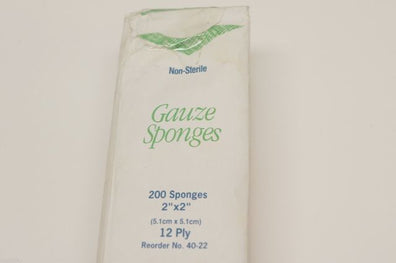 Non-Sterile
Gauze
Sponges
200 Sponges
2"x2"
(5.1cm x 5.1cm)
12 Ply
Reorder No. 40-22